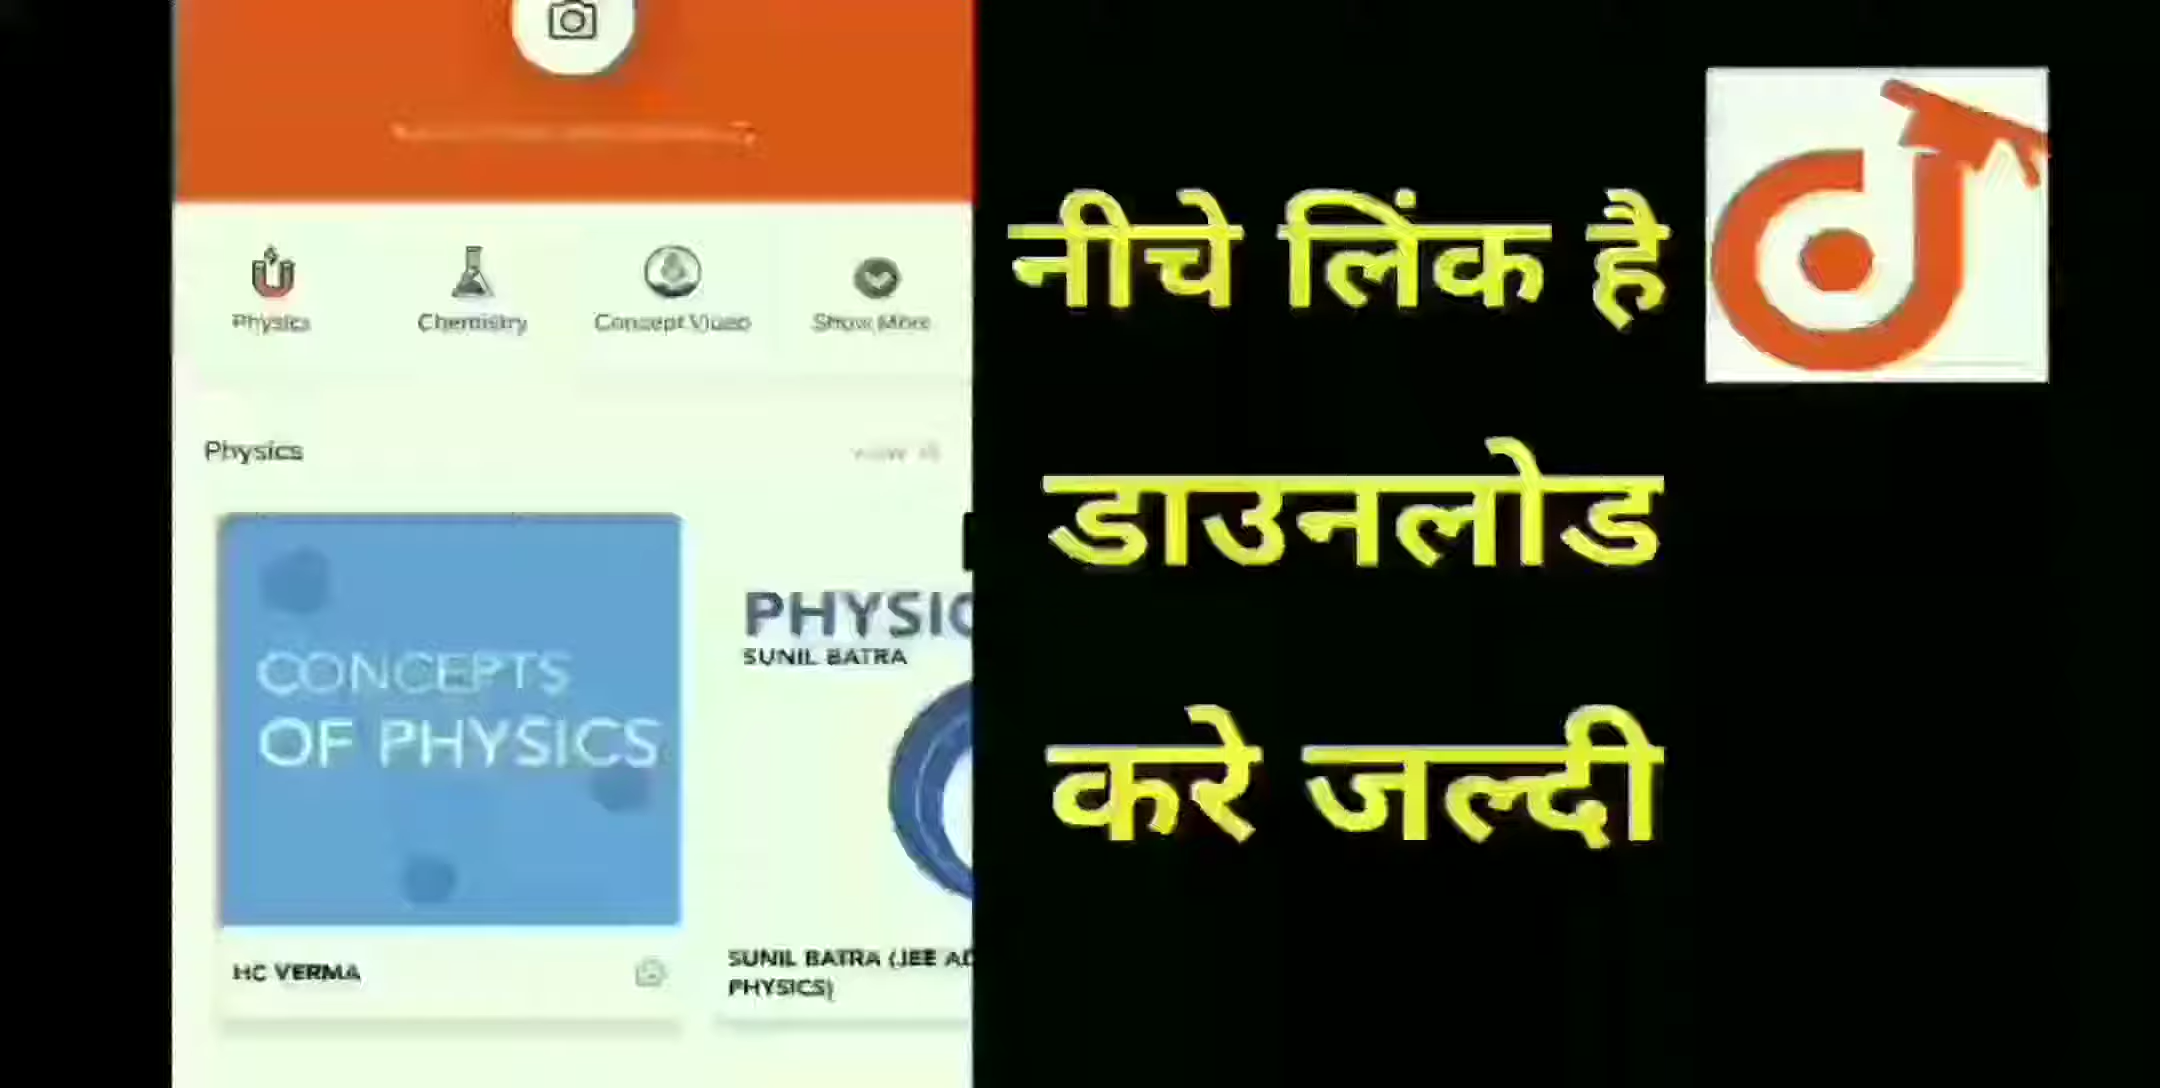 नीचे लिंक है
डाउनलोड
करे जल्दी
Physics
Chemistry
Concept Video
Show More
Physics
CONCEPTS
OF PHYSICS
HC VERMA
PHYSIC
SUNIL BATRA
SUNIL BATRA (JEE AD
PHYSICS)